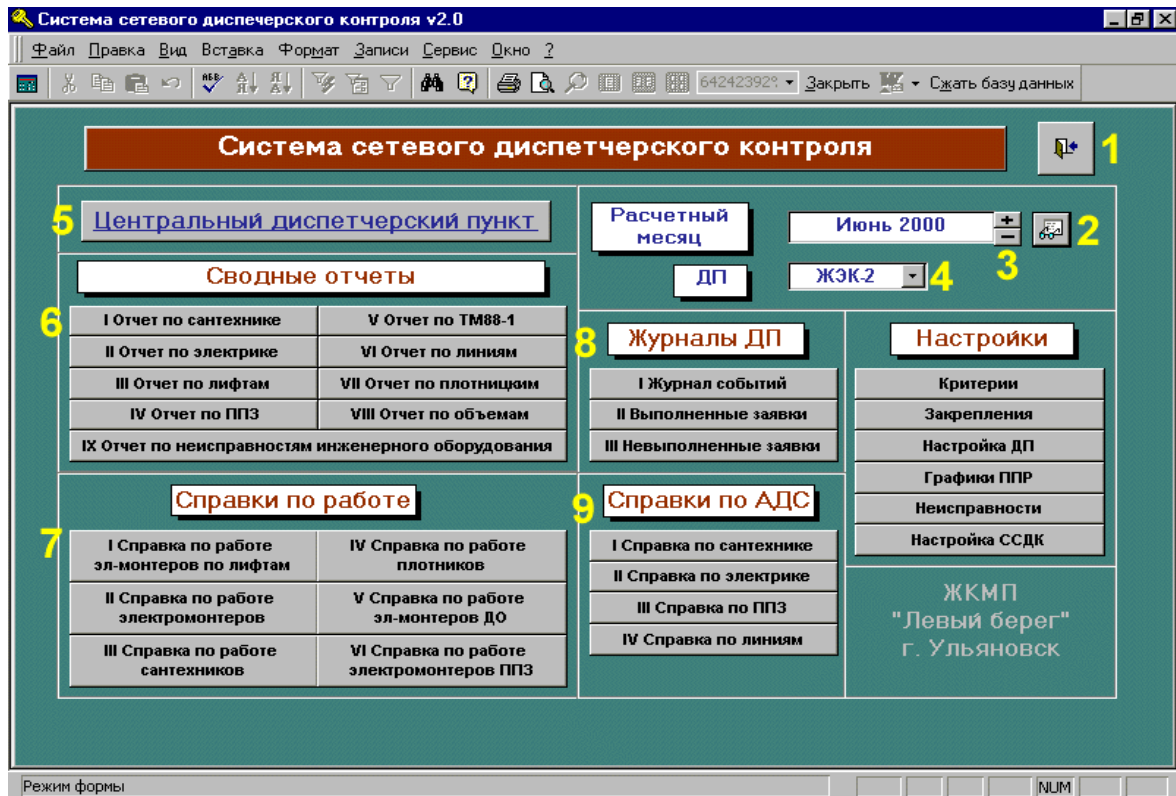 Система сетевого диспечерского контроля v2.0
Файл Правка Вид Вставка Формат Записи Сервис Окно ?
Закрыть Сжать базу данных
Система сетевого диспетчерского контроля
1
5 Центральный диспетчерский пункт
Расчетный
месяц
Июнь 2000
+
-
2
3
ДП
ЖЭК-2
4
Сводные отчеты
6
I Отчет по сантехнике
V Отчет по ТМ88-1
II Отчет по электрике
VI Отчет по линиям
III Отчет по лифтам
VII Отчет по плотницким
IV Отчет по ППЗ
VIII Отчет по объемам
IX Отчет по неисправностям инженерного оборудования
8
Журналы ДП
I Журнал событий
II Выполненные заявки
III Невыполненные заявки
Настройки
Критерии
Закрепления
Настройка ДП
Графики ППР
Неисправности
Настройка ССДК
Справки по работе
7
I Справка по работе
эл-монтеров по лифтам
IV Справка по работе
плотников
II Справка по работе
электромонтеров
V Справка по работе
эл-монтеров ДО
III Справка по работе
сантехников
VI Справка по работе
электромонтеров ППЗ
9
Справки по АДС
I Справка по сантехнике
II Справка по электрике
III Справка по ППЗ
IV Справка по линиям
ЖКМП
"Левый берег"
г. Ульяновск
Режим формы
NUM